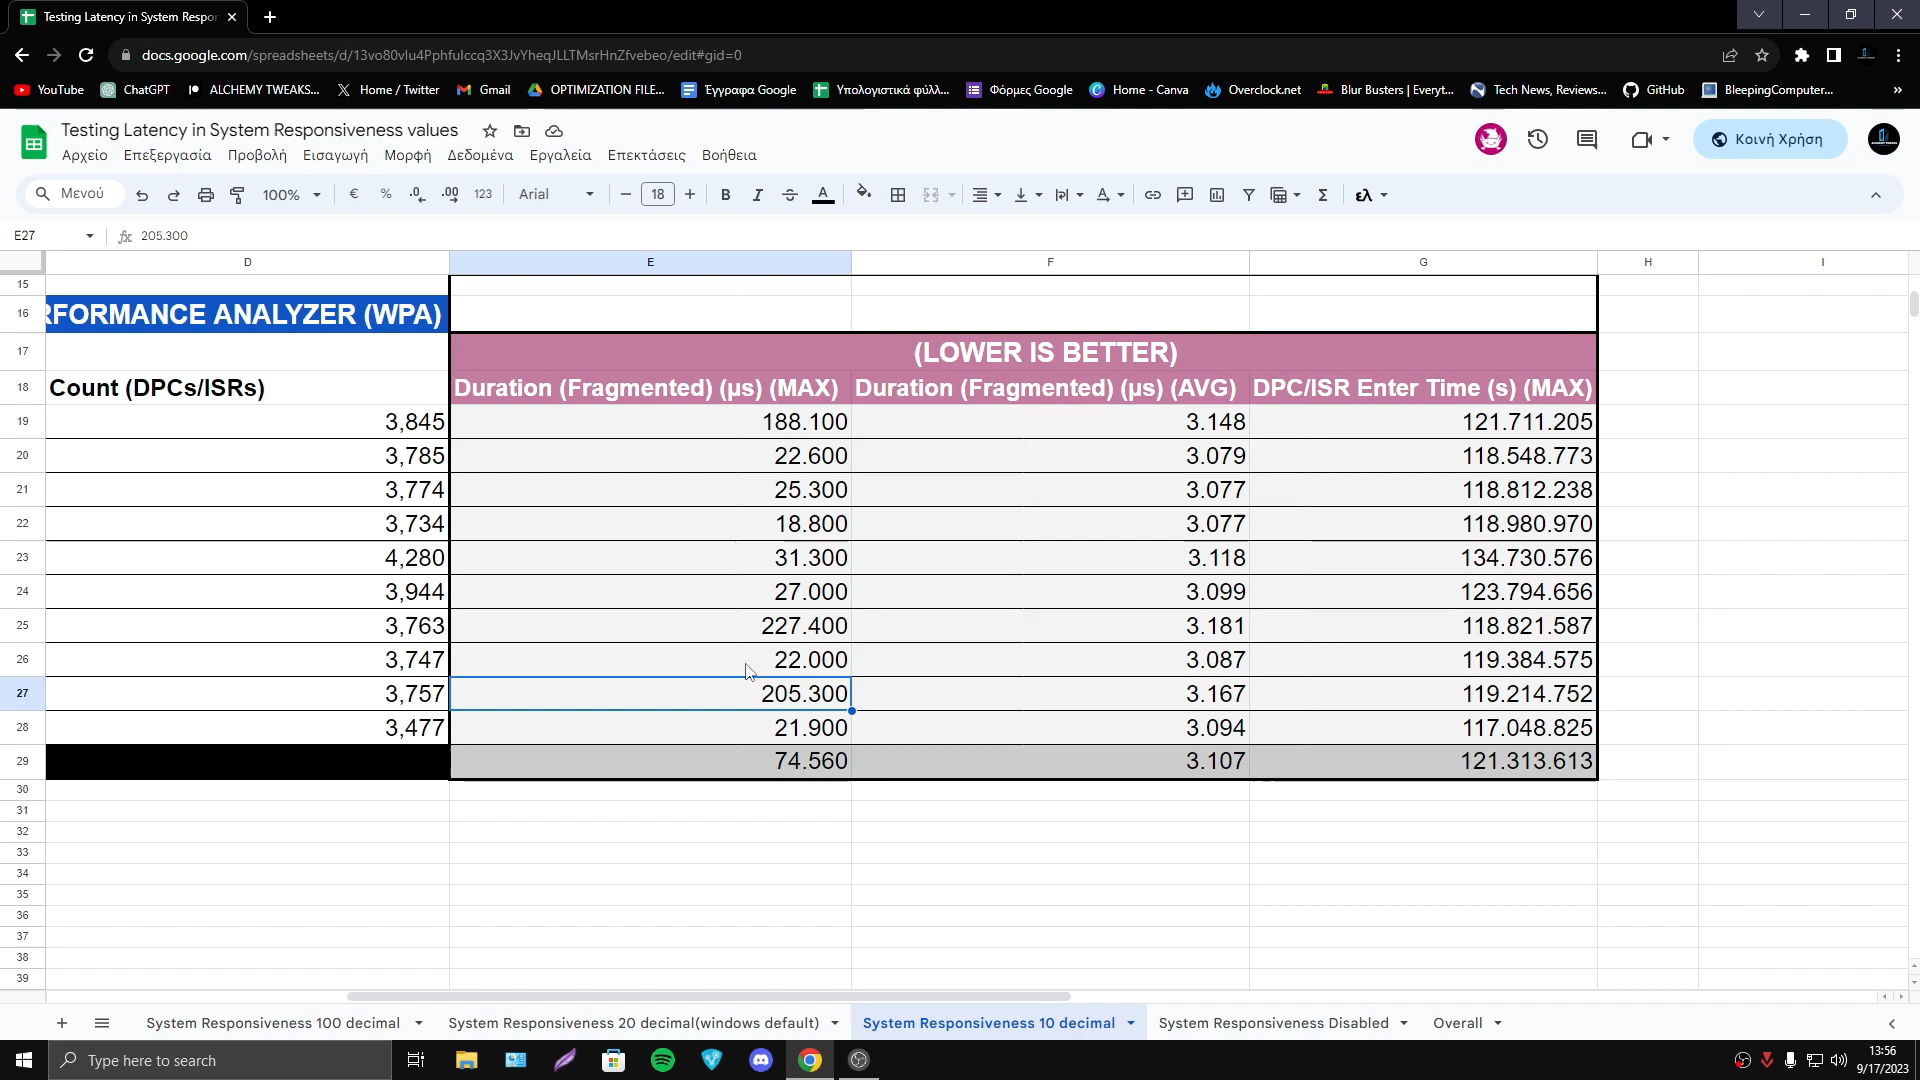 Testing Latency in System Respor
docs.google.com/spreadsheets/d/13vo80vlu4Pphfulccq3X3JvYheqJLLTMsrHnZfvebeo/edit#gid=0
YouTube ChatGPT ALCHEMY TWEAKS... Home / Twitter Gmail OPTIMIZATION FILE... Έγγραφα Google Υπολογιστικά φύλλ... Φόρμες Google Home - Canva Overclock.net Blur Busters | Everyt... Tech News, Reviews... GitHub BleepingComputer... »
Testing Latency in System Responsiveness values
Αρχείο Επεξεργασία Προβολή Εισαγωγή Μορφή Δεδομένα Εργαλεία Επεκτάσεις Βοήθεια
Κοινή Χρήση
Μενού 100% € % .0 .00 123 Arial 18 B I S A Σ ελ
E27 fx 205.300
D E F G H I
15
16 RFORMANCE ANALYZER (WPA)
17 (LOWER IS BETTER)
18 Count (DPCs/ISRs) Duration (Fragmented) (µs) (MAX) Duration (Fragmented) (µs) (AVG) DPC/ISR Enter Time (s) (MAX)
19 3,845 188.100 3.148 121.711.205
20 3,785 22.600 3.079 118.548.773
21 3,774 25.300 3.077 118.812.238
22 3,734 18.800 3.077 118.980.970
23 4,280 31.300 3.118 134.730.576
24 3,944 27.000 3.099 123.794.656
25 3,763 227.400 3.181 118.821.587
26 3,747 22.000 3.087 119.384.575
27 3,757 205.300 3.167 119.214.752
28 3,477 21.900 3.094 117.048.825
29 74.560 3.107 121.313.613
30
31
32
33
34
35
36
37
38
39
System Responsiveness 100 decimal System Responsiveness 20 decimal(windows default) System Responsiveness 10 decimal System Responsiveness Disabled Overall
Type here to search
13:56
9/17/2023